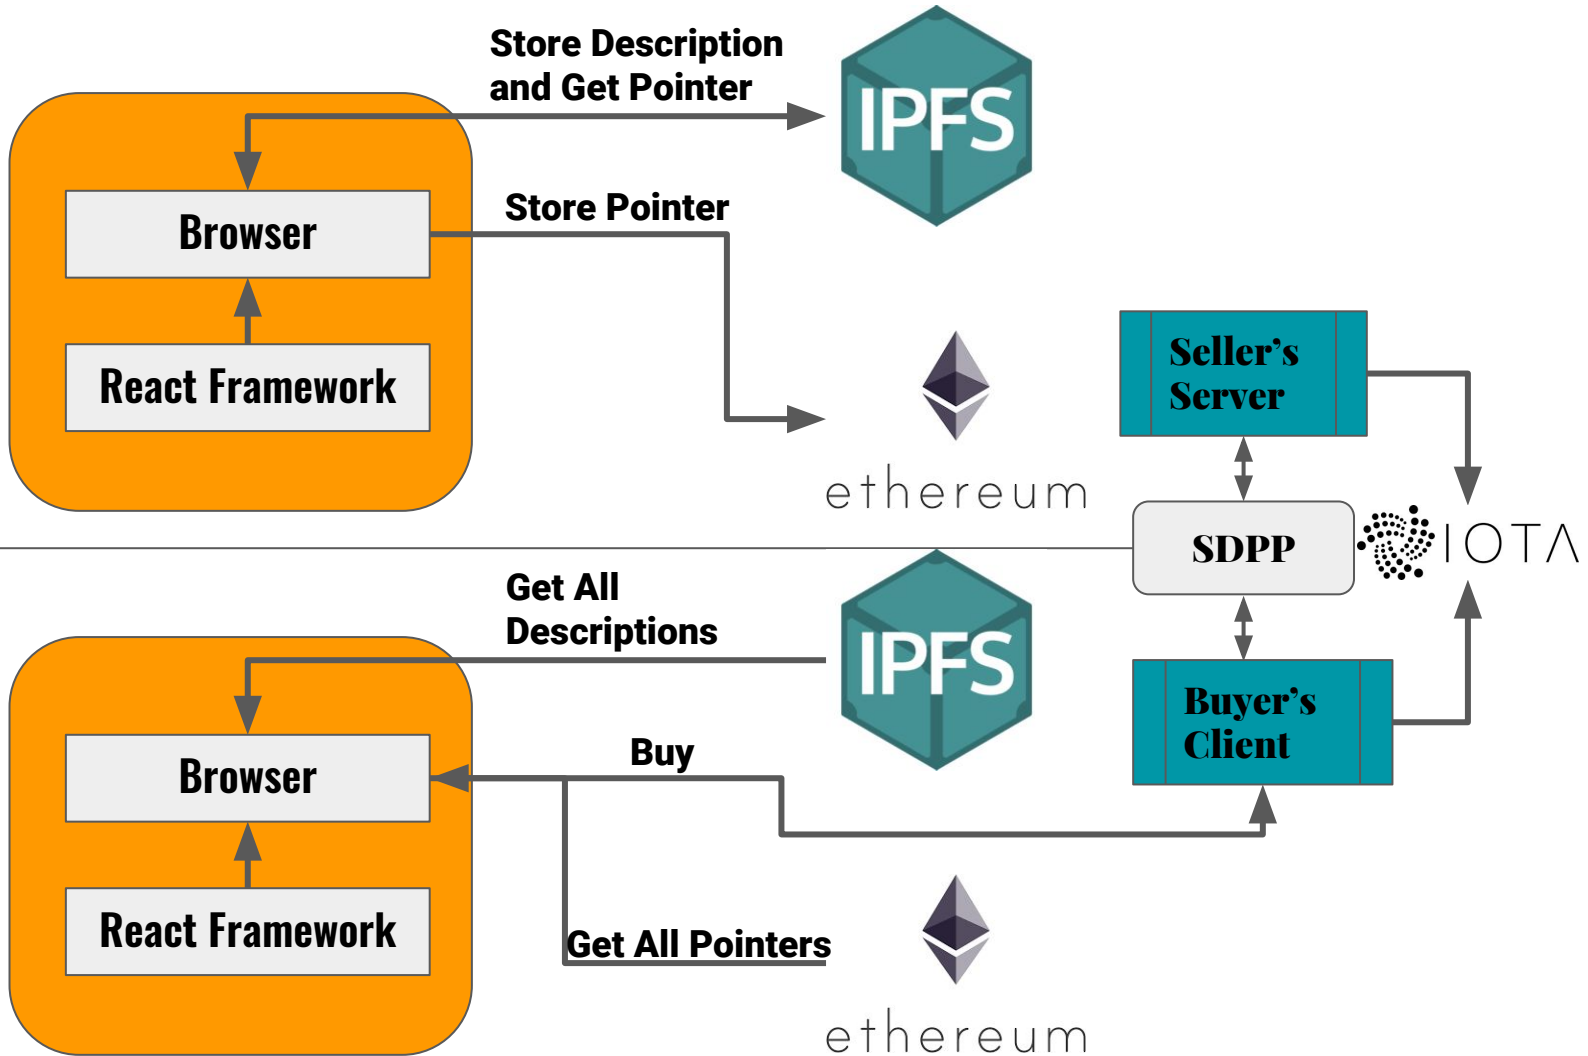 Store Description
and Get Pointer
IPFS
Browser
Store Pointer
React Framework
ethereum
Seller's
Server
SDPP
IOTA
Get All
Descriptions
IPFS
Browser
Buy
Buyer's
Client
React Framework
Get All Pointers
ethereum